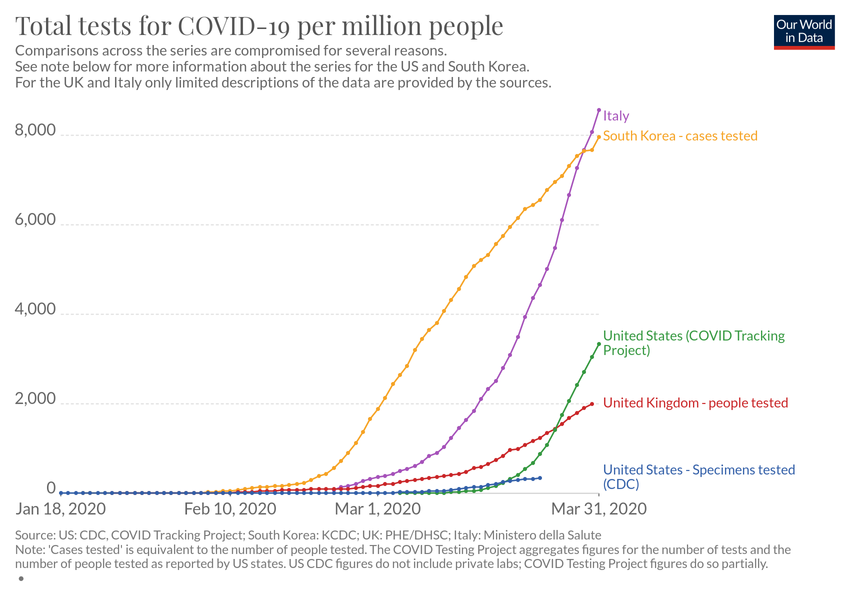 Total tests for COVID-19 per million people
Our World
in Data
Comparisons across the series are compromised for several reasons.
See note below for more information about the series for the US and South Korea.
For the UK and Italy only limited descriptions of the data are provided by the sources.
Italy
8,000
South Korea - cases tested
6,000
4,000
United States (COVID Tracking
Project)
2,000
United Kingdom - people tested
United States - Specimens tested
(CDC)
0
Jan 18, 2020
Feb 10, 2020
Mar 1, 2020
Mar 31, 2020
Source: US: CDC, COVID Tracking Project; South Korea: KCDC; UK: PHE/DHSC; Italy: Ministero della Salute
Note: 'Cases tested' is equivalent to the number of people tested. The COVID Testing Project aggregates figures for the number of tests and the
number of people tested as reported by US states. US CDC figures do not include private labs; COVID Testing Project figures do so partially.
•